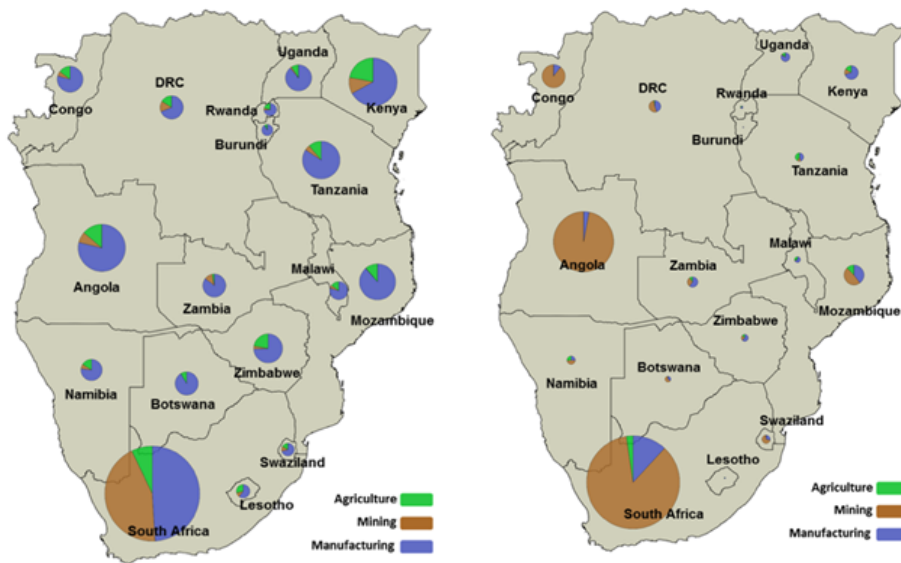 Uganda
DRC
Congo
Kenya
Rwanda
Burundi
Tanzania
Angola
Malawi
Zambia
Mozambique
Zimbabwe
Namibia
Botswana
Swaziland
Lesotho
South Africa
Agriculture
Mining
Manufacturing
Uganda
Congo
DRC
Kenya
Rwanda
Burundi
Tanzania
Malawi
Angola
Zambia
Mozambique
Zimbabwe
Namibia
Botswana
Swaziland
Lesotho
South Africa
Agriculture
Mining
Manufacturing